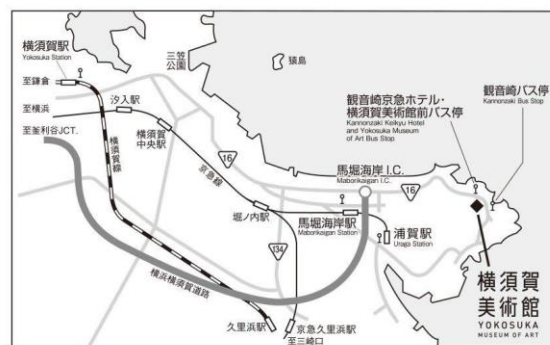 横須賀駅
Yokosuka Station
至鎌倉
至横浜
至釜利谷JCT.
汐入駅
横須賀
中央駅
三笠
公園
猿島
横須賀線
京急線
16
堀ノ内駅
134
横浜横須賀道路
久里浜駅
京急久里浜駅
至三崎口
馬堀海岸 I.C.
Maborikaigan I.C.
16
馬堀海岸駅
Maborikaigan Station
浦賀駅
Uraga Station
観音崎京急ホテル・
横須賀美術館前バス停
Kannonzaki Keikyu Hotel
and Yokosuka Museum
of Art Bus Stop
観音崎バス停
Kannonzaki
Bus Stop
横須賀
美術館
YOKOSUKA
MUSEUM OF ART